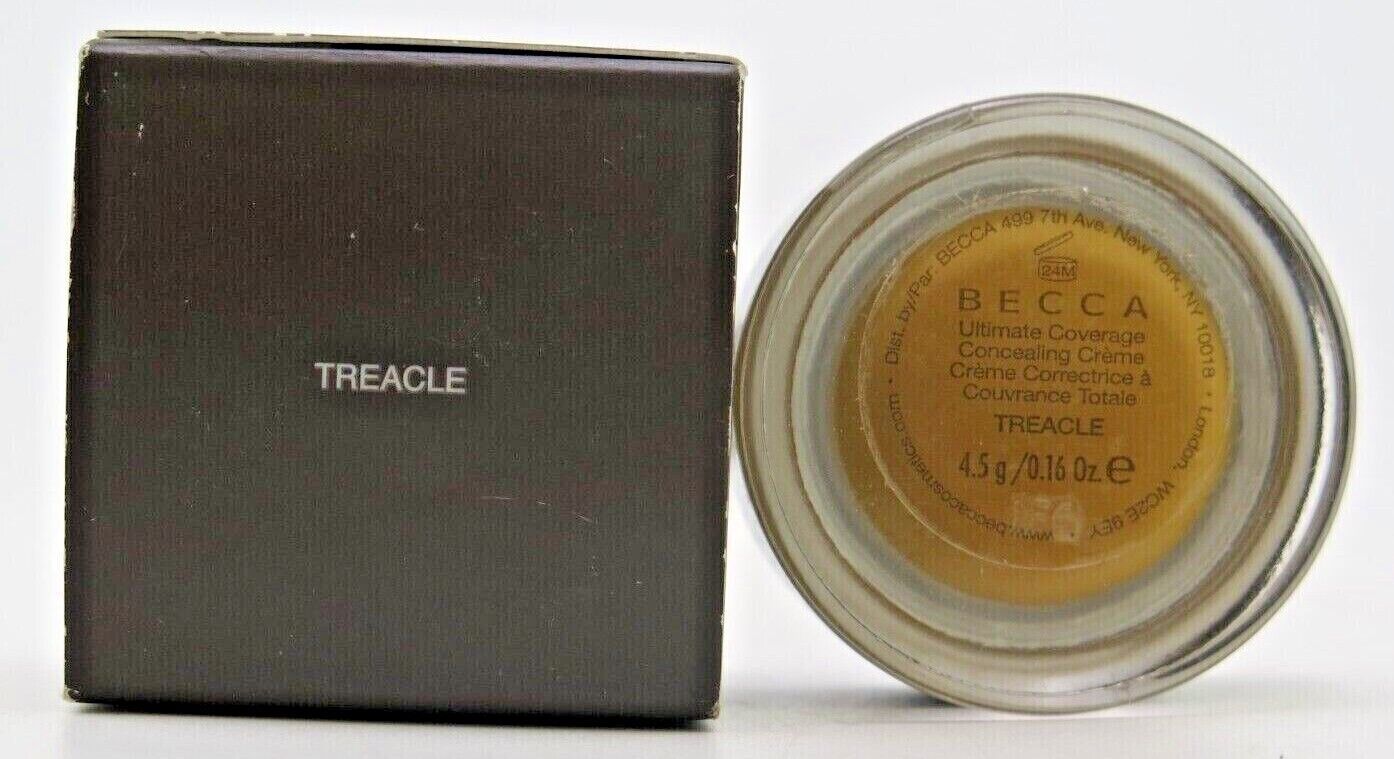 TREACLE
Dist. by/Par BECCA 499 7th Ave. New York, NY 10018 • London, WC2E 9EY • www.beccacosmetics.com •
24M
BECCA
Ultimate Coverage
Concealing Crème
Crème Correctrice à
Couvrance Totale
TREACLE
4.5 g/0.16 Oz. e